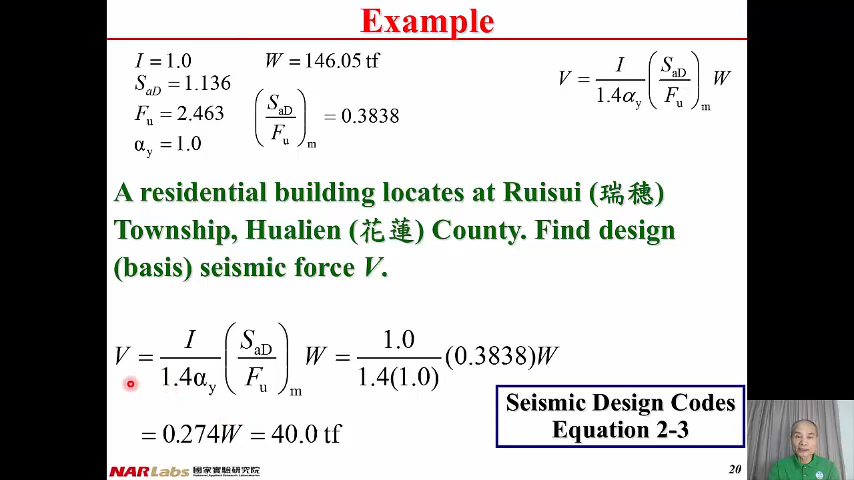 Example
I = 1.0 W = 146.05 tf
S_aD = 1.136
F_u = 2.463 (S_aD / F_u)_m = 0.3838
α_y = 1.0
V = I / 1.4α_y (S_aD / F_u)_m W
A residential building locates at Ruisui (瑞穗)
Township, Hualien (花蓮) County. Find design
(basis) seismic force V.
V = I / 1.4α_y (S_aD / F_u)_m W = 1.0 / 1.4(1.0) (0.3838)W
= 0.274W = 40.0 tf
Seismic Design Codes
Equation 2-3
NARLabs 國家實驗研究院
20